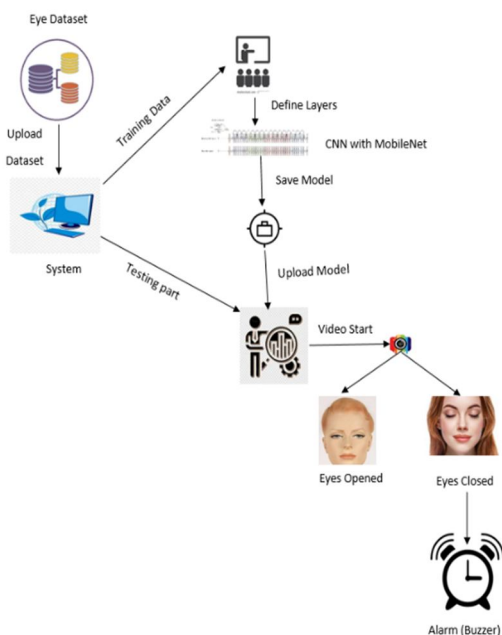 Eye Dataset
Upload
Dataset
Training Data
Define Layers
CNN with MobileNet
Save Model
System
Testing part
Upload Model
Video Start
Eyes Opened
Eyes Closed
Alarm (Buzzer)